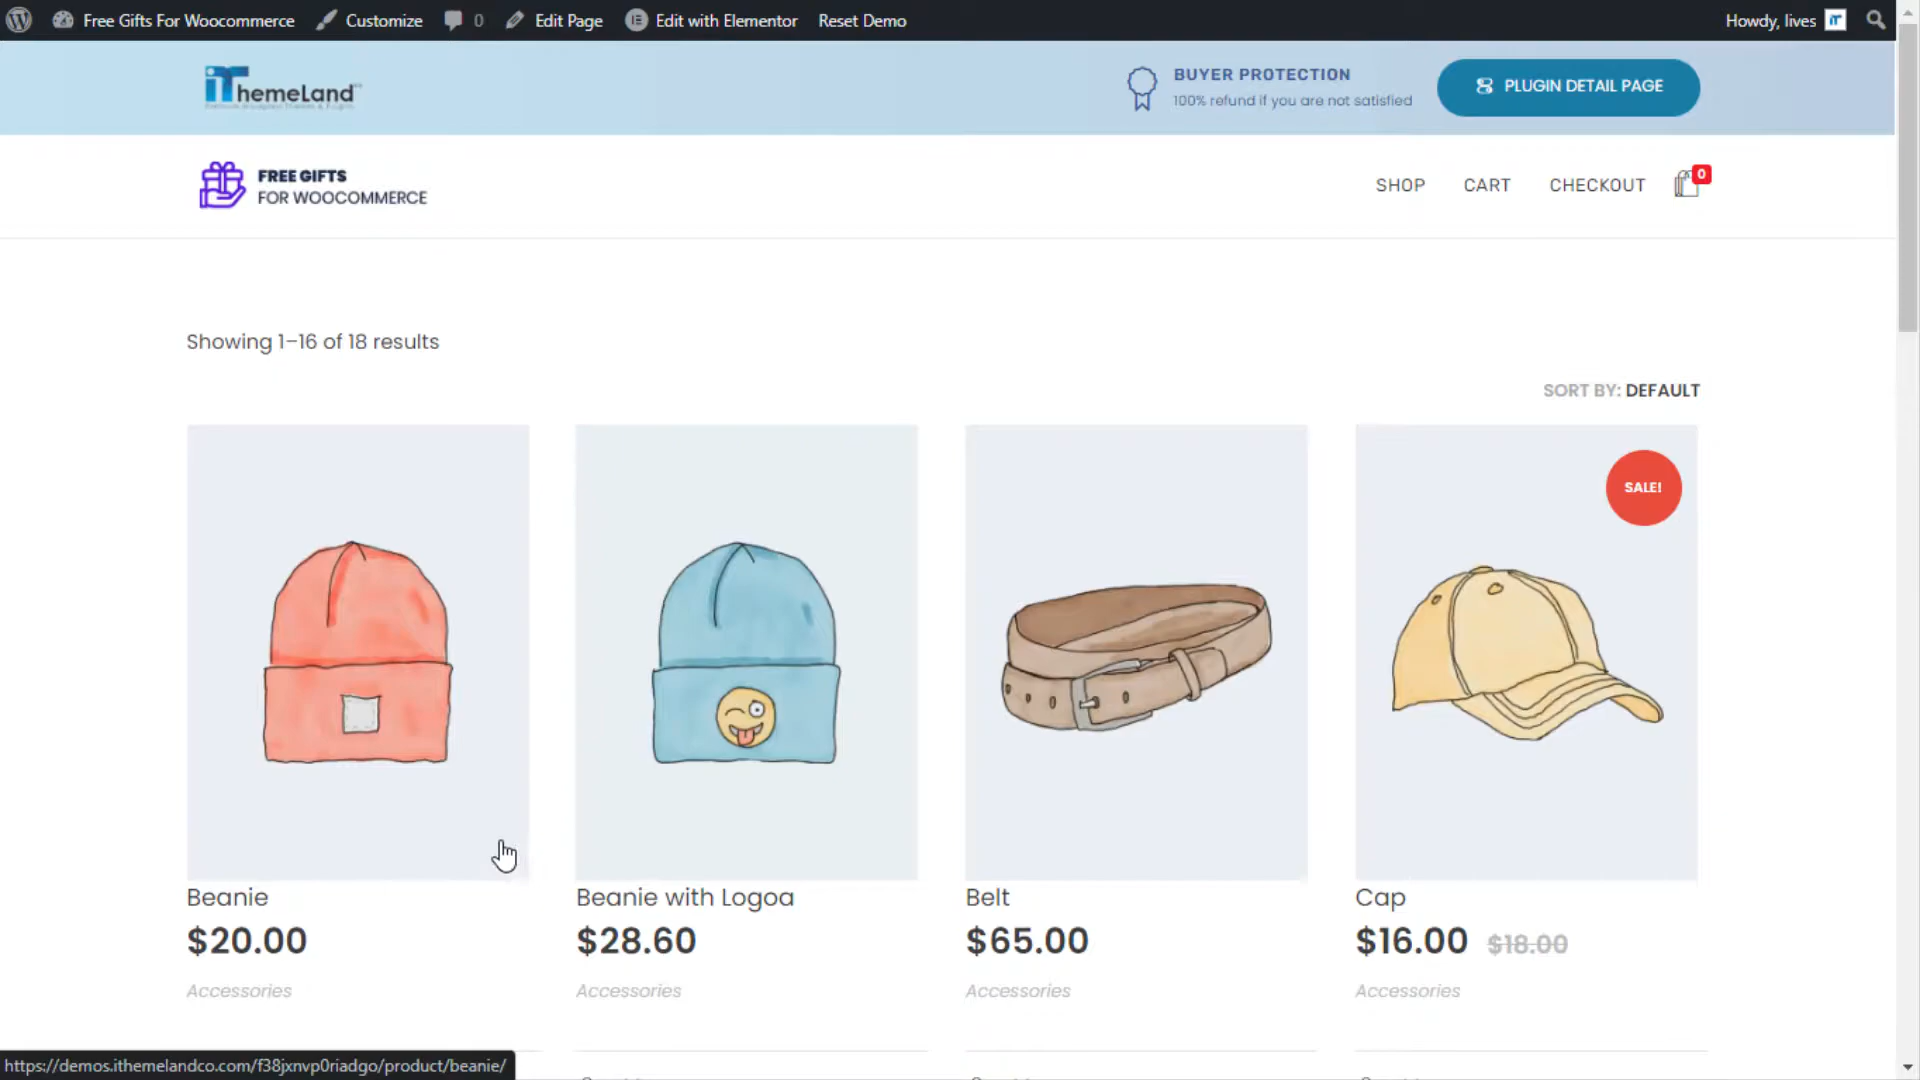 Free Gifts For Woocommerce Customize 0 Edit Page Edit with Elementor Reset Demo Howdy, lives
iThemeLand
BUYER PROTECTION
100% refund if you are not satisfied
PLUGIN DETAIL PAGE
FREE GIFTS
FOR WOOCOMMERCE
SHOP CART CHECKOUT 0
Showing 1–16 of 18 results
SORT BY: DEFAULT
SALE!
Beanie Beanie with Logoa Belt Cap
$20.00 $28.60 $65.00 $16.00 $18.00
Accessories Accessories Accessories Accessories
https://demos.ithemelandco.com/f38jxnvp0riadgo/product/beanie/